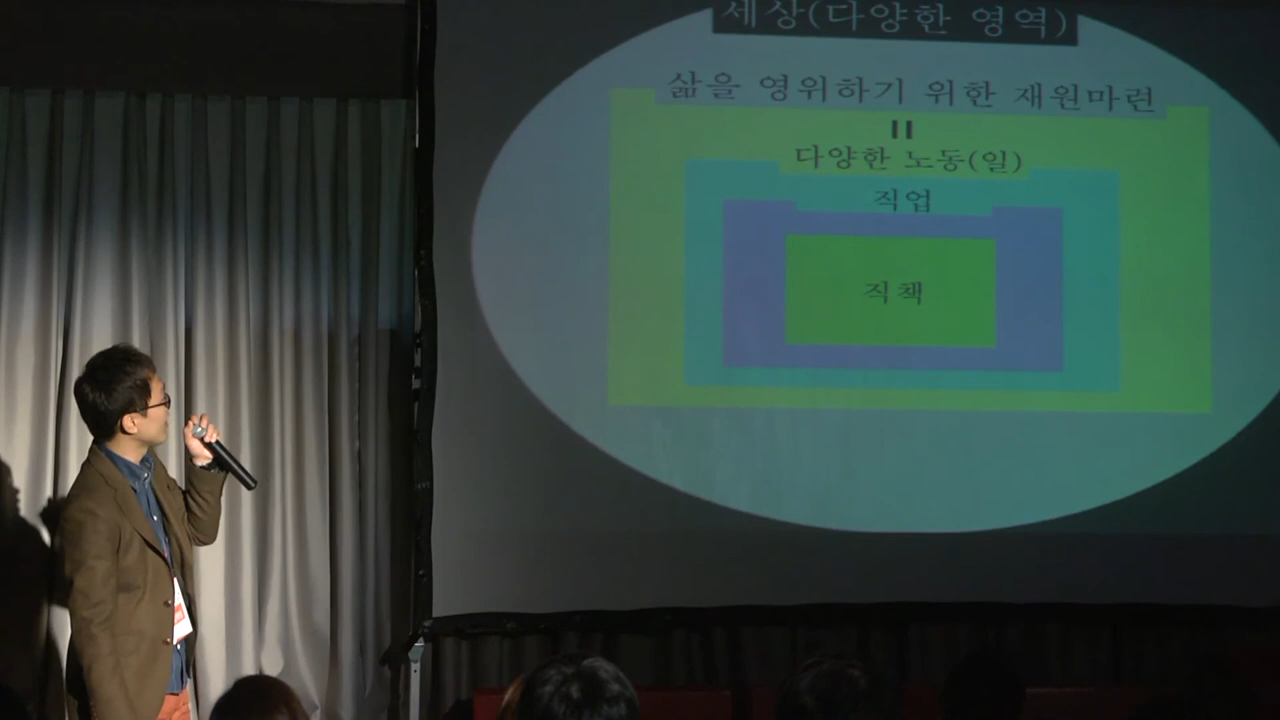 세상(다양한 영역)
삶을 영위하기 위한 재원마련
=
다양한 노동(일)
직업
직책